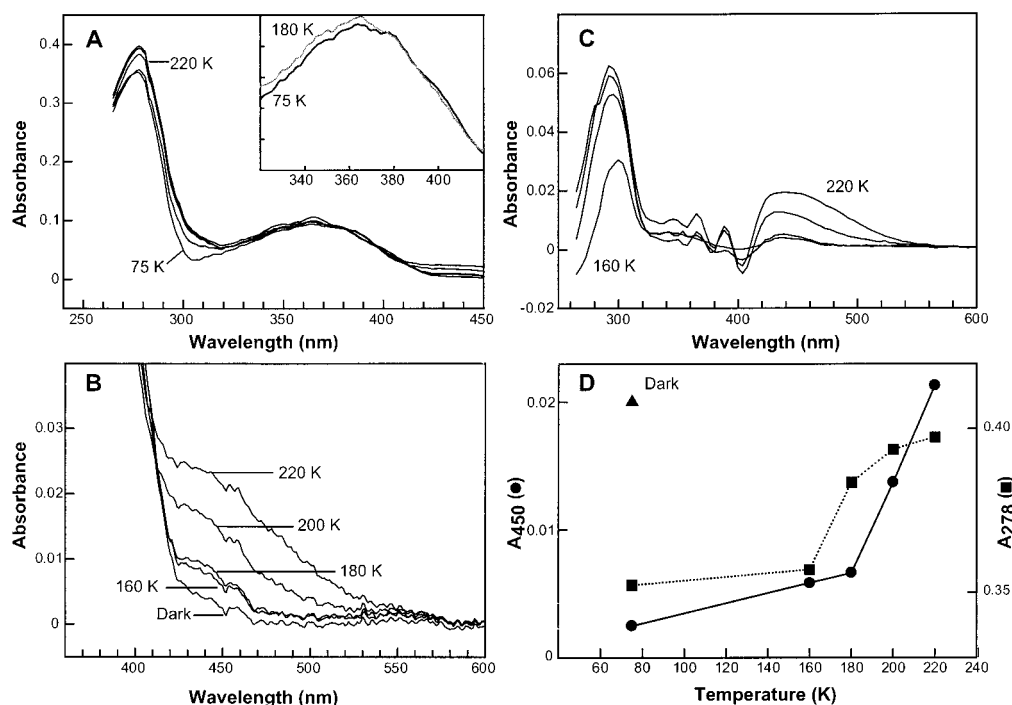 A
0.4
0.3
0.2
0.1
0
Absorbance
220 K
75 K
180 K
75 K
340 360 380 400
250 300 350 400 450
Wavelength (nm)
C
0.06
0.04
0.02
0
-0.02
Absorbance
220 K
160 K
300 400 500 600
Wavelength (nm)
B
0.03
0.02
0.01
0
Absorbance
220 K
200 K
180 K
160 K
Dark
400 450 500 550 600
Wavelength (nm)
D
Dark
0.02
0.01
0
A450 (●)
0.40
0.35
A278 (■)
60 80 100 120 140 160 180 200 220 240
Temperature (K)